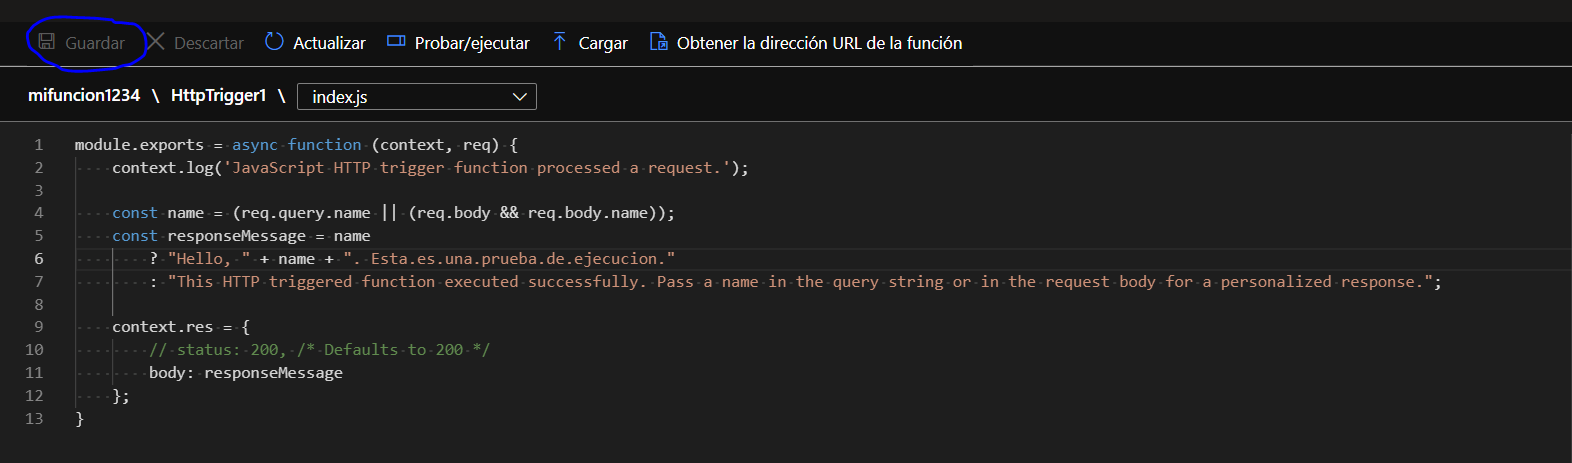 Guardar Descartar Actualizar Probar/ejecutar Cargar Obtener la dirección URL de la función
mifuncion1234 \ HttpTrigger1 \ index.js
1 module.exports = async function (context, req) {
2 context.log('JavaScript HTTP trigger function processed a request.');
3
4 const name = (req.query.name || (req.body && req.body.name));
5 const responseMessage = name
6 ? "Hello, " + name + ". Esta.es.una.prueba.de.ejecucion."
7 : "This HTTP triggered function executed successfully. Pass a name in the query string or in the request body for a personalized response.";
8
9 context.res = {
10 // status: 200, /* Defaults to 200 */
11 body: responseMessage
12 };
13 }